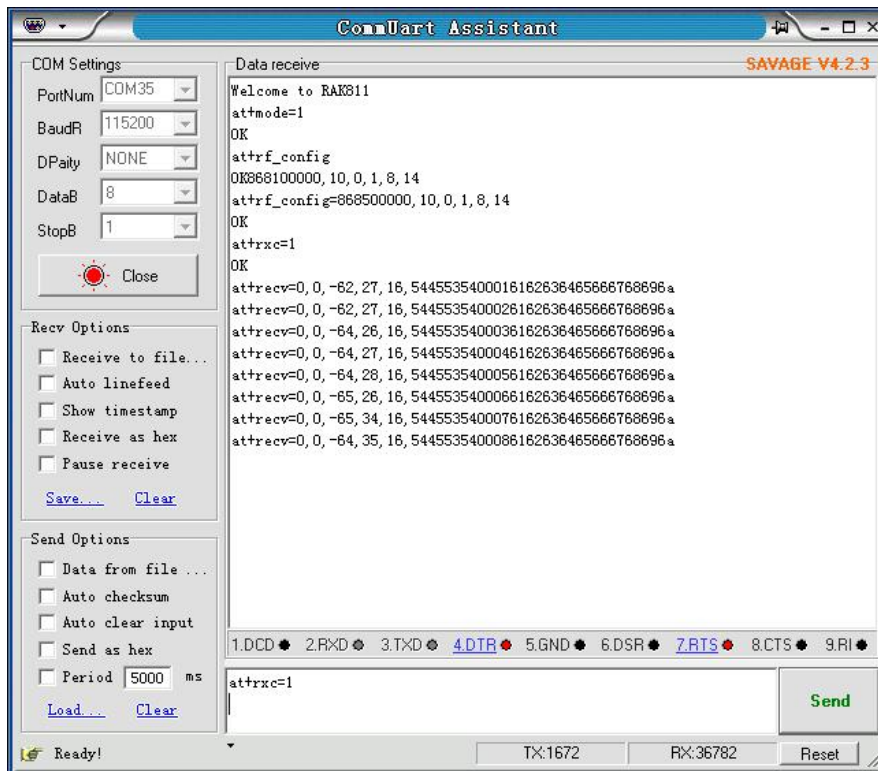 CommUart Assistant
COM Settings
PortNum COM35
BaudR 115200
DPaity NONE
DataB 8
StopB 1
Close
Recv Options
Receive to file...
Auto linefeed
Show timestamp
Receive as hex
Pause receive
Save... Clear
Send Options
Data from file ...
Auto checksum
Auto clear input
Send as hex
Period 5000 ms
Load... Clear
Data receive SAVAGE V4.2.3
Welcome to RAK811
at+mode=1
OK
at+rf_config
OK868100000, 10, 0, 1, 8, 14
at+rf_config=868500000, 10, 0, 1, 8, 14
OK
at+rxc=1
OK
at+recv=0, 0, -62, 27, 16, 5445535400016162636465666768696a
at+recv=0, 0, -62, 27, 16, 5445535400026162636465666768696a
at+recv=0, 0, -64, 26, 16, 5445535400036162636465666768696a
at+recv=0, 0, -64, 27, 16, 5445535400046162636465666768696a
at+recv=0, 0, -64, 28, 16, 5445535400056162636465666768696a
at+recv=0, 0, -65, 26, 16, 5445535400066162636465666768696a
at+recv=0, 0, -65, 34, 16, 5445535400076162636465666768696a
at+recv=0, 0, -64, 35, 16, 5445535400086162636465666768696a
1.DCD 2.RXD 3.TXD 4.DTR 5.GND 6.DSR 7.RTS 8.CTS 9.RI
at+rxc=1
Send
Ready! TX:1672 RX:36782 Reset